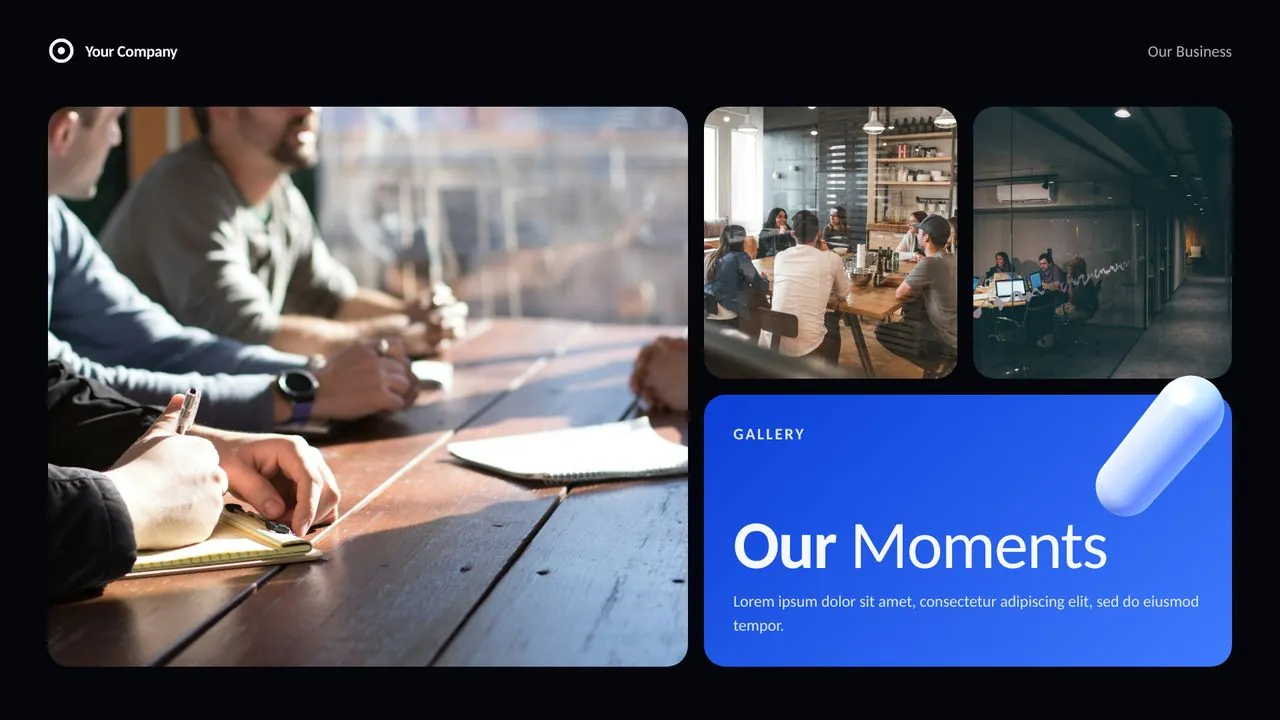 Your Company
Our Business
GALLERY
Our Moments
Lorem ipsum dolor sit amet, consectetur adipiscing elit, sed do eiusmod
tempor.